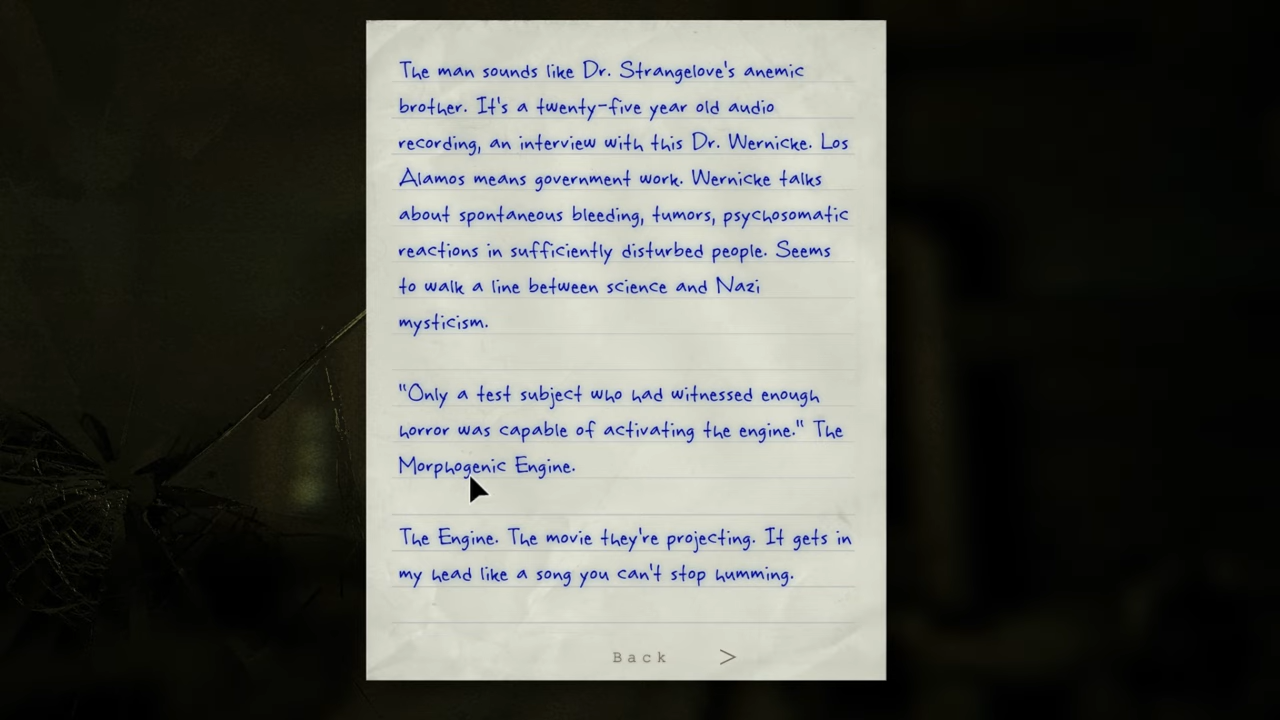 The man sounds like Dr. Strangelove's anemic
brother. It's a twenty-five year old audio
recording, an interview with this Dr. Wernicke. Los
Alamos means government work. Wernicke talks
about spontaneous bleeding, tumors, psychosomatic
reactions in sufficiently disturbed people. Seems
to walk a line between science and Nazi
mysticism.
"Only a test subject who had witnessed enough
horror was capable of activating the engine." The
Morphogenic Engine.
The Engine. The movie they're projecting. It gets in
my head like a song you can't stop humming.
Back >